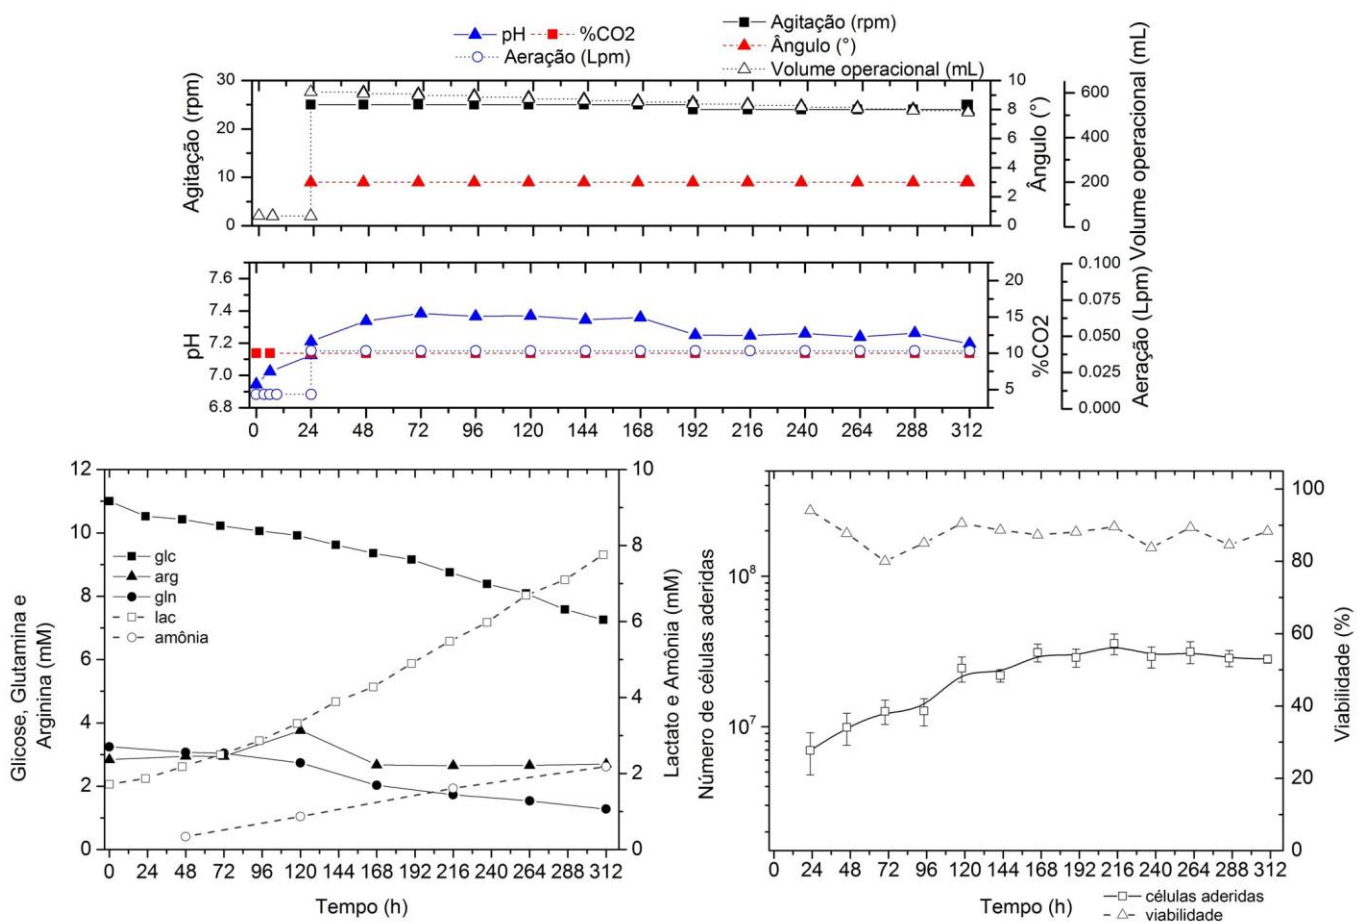 pH %CO2
Aeração (Lpm)
Agitação (rpm)
Ângulo (°)
Volume operacional (mL)
Agitação (rpm)
30
20
10
0
10
8
6
4
2
0
Ângulo (°)
600
400
200
0
Volume operacional (mL)
pH
7.6
7.4
7.2
7.0
6.8
20
15
10
5
%CO2
0.100
0.075
0.050
0.025
0.000
Aeração (Lpm)
0 24 48 72 96 120 144 168 192 216 240 264 288 312
Glicose, Glutamina e
Arginina (mM)
12
10
8
6
4
2
0
glc
arg
gln
lac
amônia
10
8
6
4
2
0
Lactato e Amônia (mM)
0 24 48 72 96 120 144 168 192 216 240 264 288 312
Tempo (h)
Número de células aderidas
10^8
10^7
100
80
60
40
20
0
Viabilidade (%)
0 24 48 72 96 120 144 168 192 216 240 264 288 312
Tempo (h)
células aderidas
viabilidade